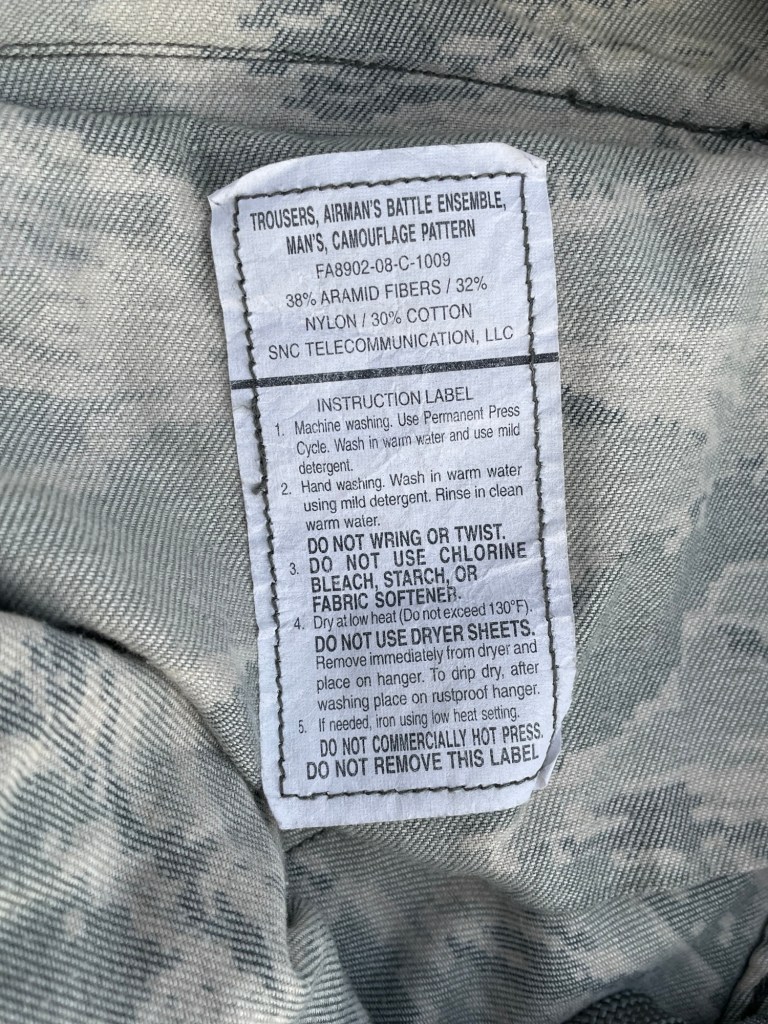 TROUSERS, AIRMAN'S BATTLE ENSEMBLE,
MAN'S, CAMOUFLAGE PATTERN
FA8902-08-C-1009
38% ARAMID FIBERS / 32%
NYLON / 30% COTTON
SNC TELECOMMUNICATION, LLC
INSTRUCTION LABEL
1. Machine washing. Use Permanent Press
Cycle. Wash in warm water and use mild
detergent.
2. Hand washing. Wash in warm water
using mild detergent. Rinse in clean
warm water.
DO NOT WRING OR TWIST.
3. DO NOT USE CHLORINE
BLEACH, STARCH, OR
FABRIC SOFTENER.
4. Dry at low heat (Do not exceed 130°F).
DO NOT USE DRYER SHEETS.
Remove immediately from dryer and
place on hanger. To drip dry, after
washing place on rustproof hanger.
5. If needed, iron using low heat setting.
DO NOT COMMERCIALLY HOT PRESS.
DO NOT REMOVE THIS LABEL